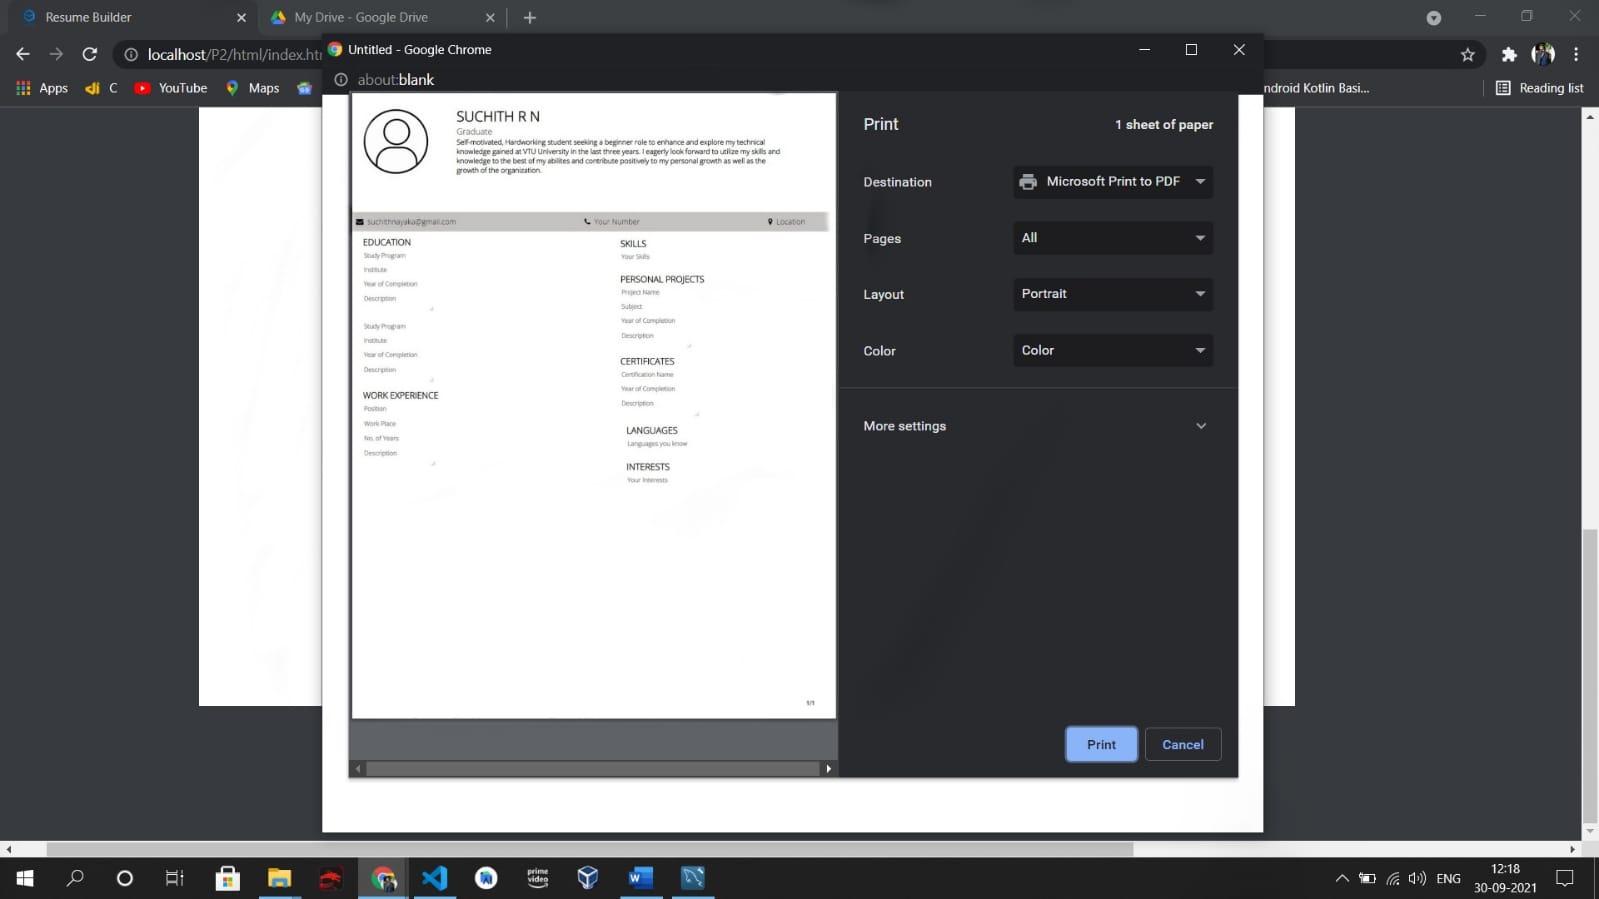 Resume Builder
My Drive - Google Drive
localhost/P2/html/index.ht
Untitled - Google Chrome
about:blank
Apps
C
YouTube
Maps
ndroid Kotlin Basi...
Reading list
SUCHITH R N
Graduate
Self-motivated, Hardworking student seeking a beginner role to enhance and explore my technical
knowledge gained at VTU University in the last three years. I eagerly look forward to utilize my skills and
knowledge to the best of my abilites and contribute positively to my personal growth as well as the
growth of the organization.
suchithnayaka@gmail.com
Your Number
Location
EDUCATION
Study Program
Institute
Year of Completion
Description
Study Program
Institute
Year of Completion
Description
WORK EXPERIENCE
Position
Work Place
No. of Years
Description
SKILLS
Your Skills
PERSONAL PROJECTS
Project Name
Subject
Year of Completion
Description
CERTIFICATES
Certification Name
Year of Completion
Description
LANGUAGES
Languages you know
INTERESTS
Your Interests
1/1
Print
1 sheet of paper
Destination
Microsoft Print to PDF
Pages
All
Layout
Portrait
Color
Color
More settings
Print
Cancel
prime
video
W
ENG
12:18
30-09-2021